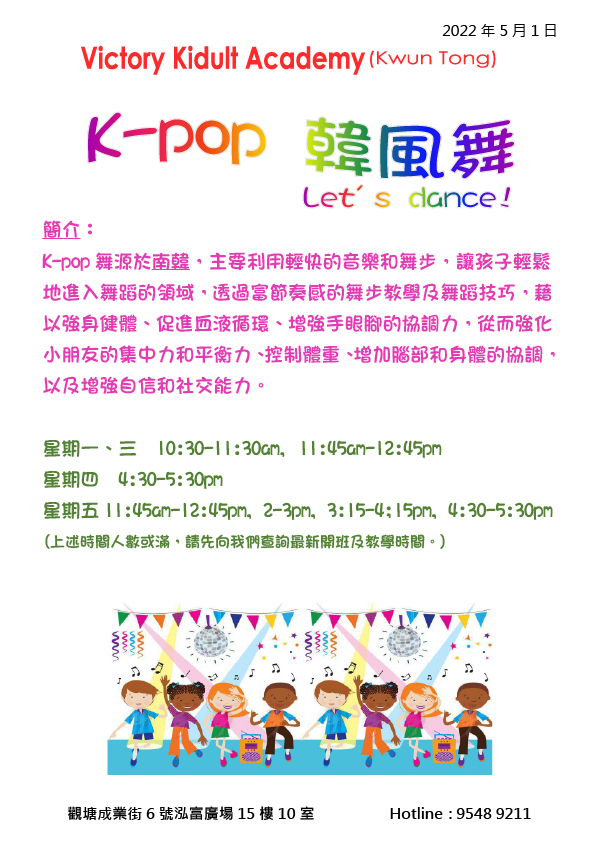 2022 年 5 月 1 日
Victory Kidult Academy (Kwun Tong)
K-pop 韓風舞
Let's dance!
簡介：
K-pop 舞源於南韓，主要利用輕快的音樂和舞步，讓孩子輕鬆
地進入舞蹈的領域，透過富節奏感的舞步教學及舞蹈技巧，藉
以強身健體、促進血液循環、增強手眼腳的協調力，從而強化
小朋友的集中力和平衡力、控制體重、增加腦部和身體的協調，
以及增強自信和社交能力。
星期一、三 10:30-11:30am, 11:45am-12:45pm
星期四 4:30-5:30pm
星期五 11:45am-12:45pm, 2-3pm, 3:15-4:15pm, 4:30-5:30pm
(上述時間人數或滿，請先向我們查詢最新開班及教學時間。)
觀塘成業街 6 號泓富廣場 15 樓 10 室 Hotline : 9548 9211